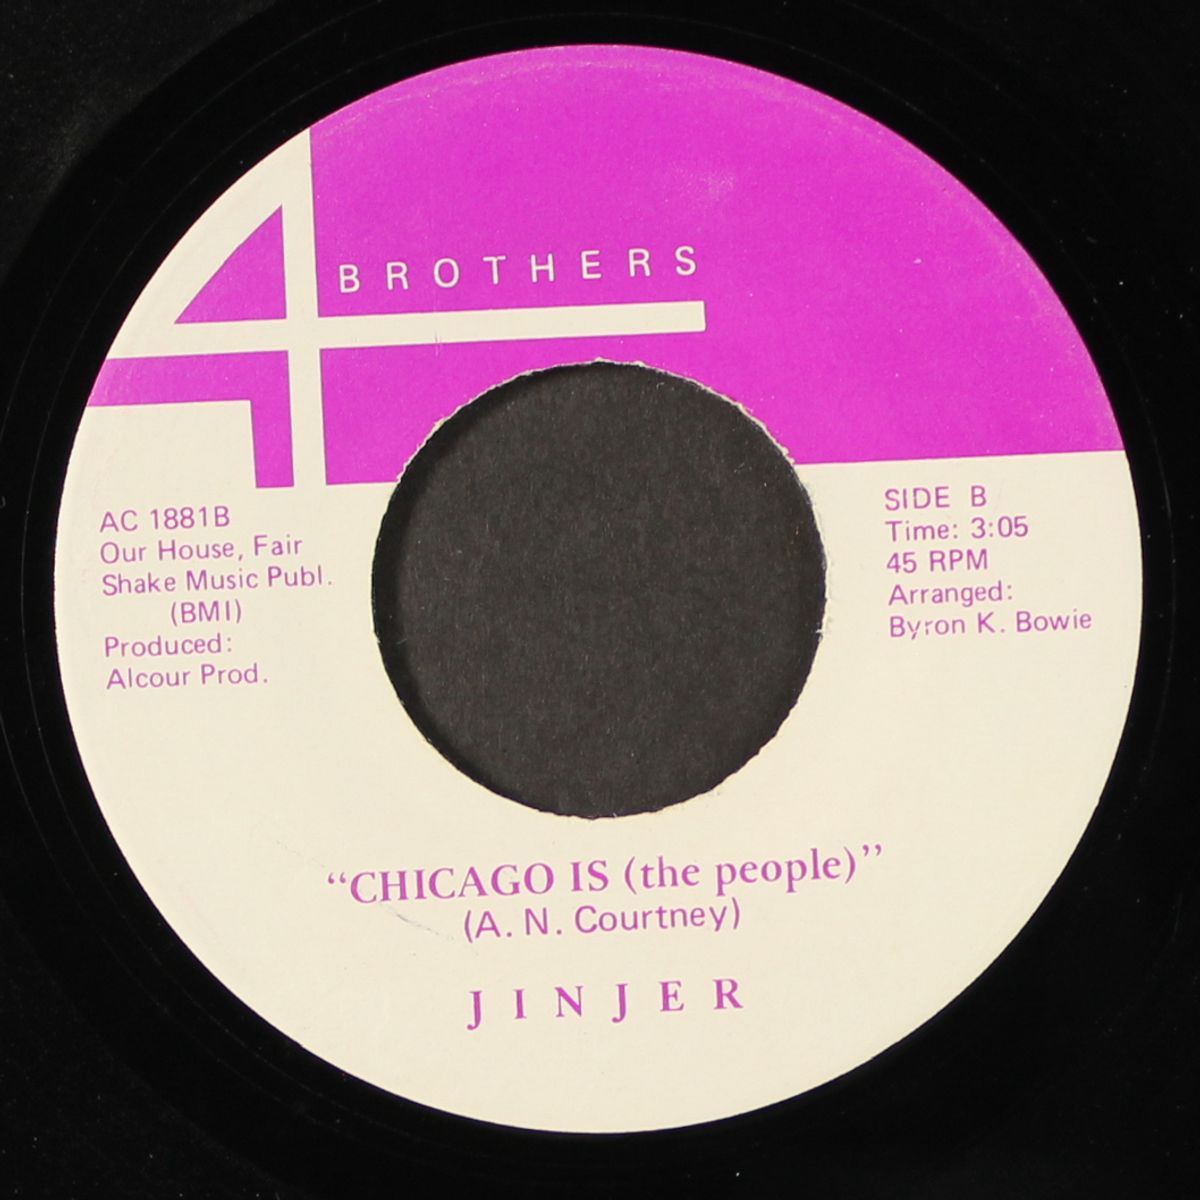 4 BROTHERS
AC 1881B
Our House, Fair
Shake Music Publ.
(BMI)
Produced:
Alcour Prod.
SIDE B
Time: 3:05
45 RPM
Arranged:
Byron K. Bowie
“CHICAGO IS (the people)”
(A. N. Courtney)
JINJER